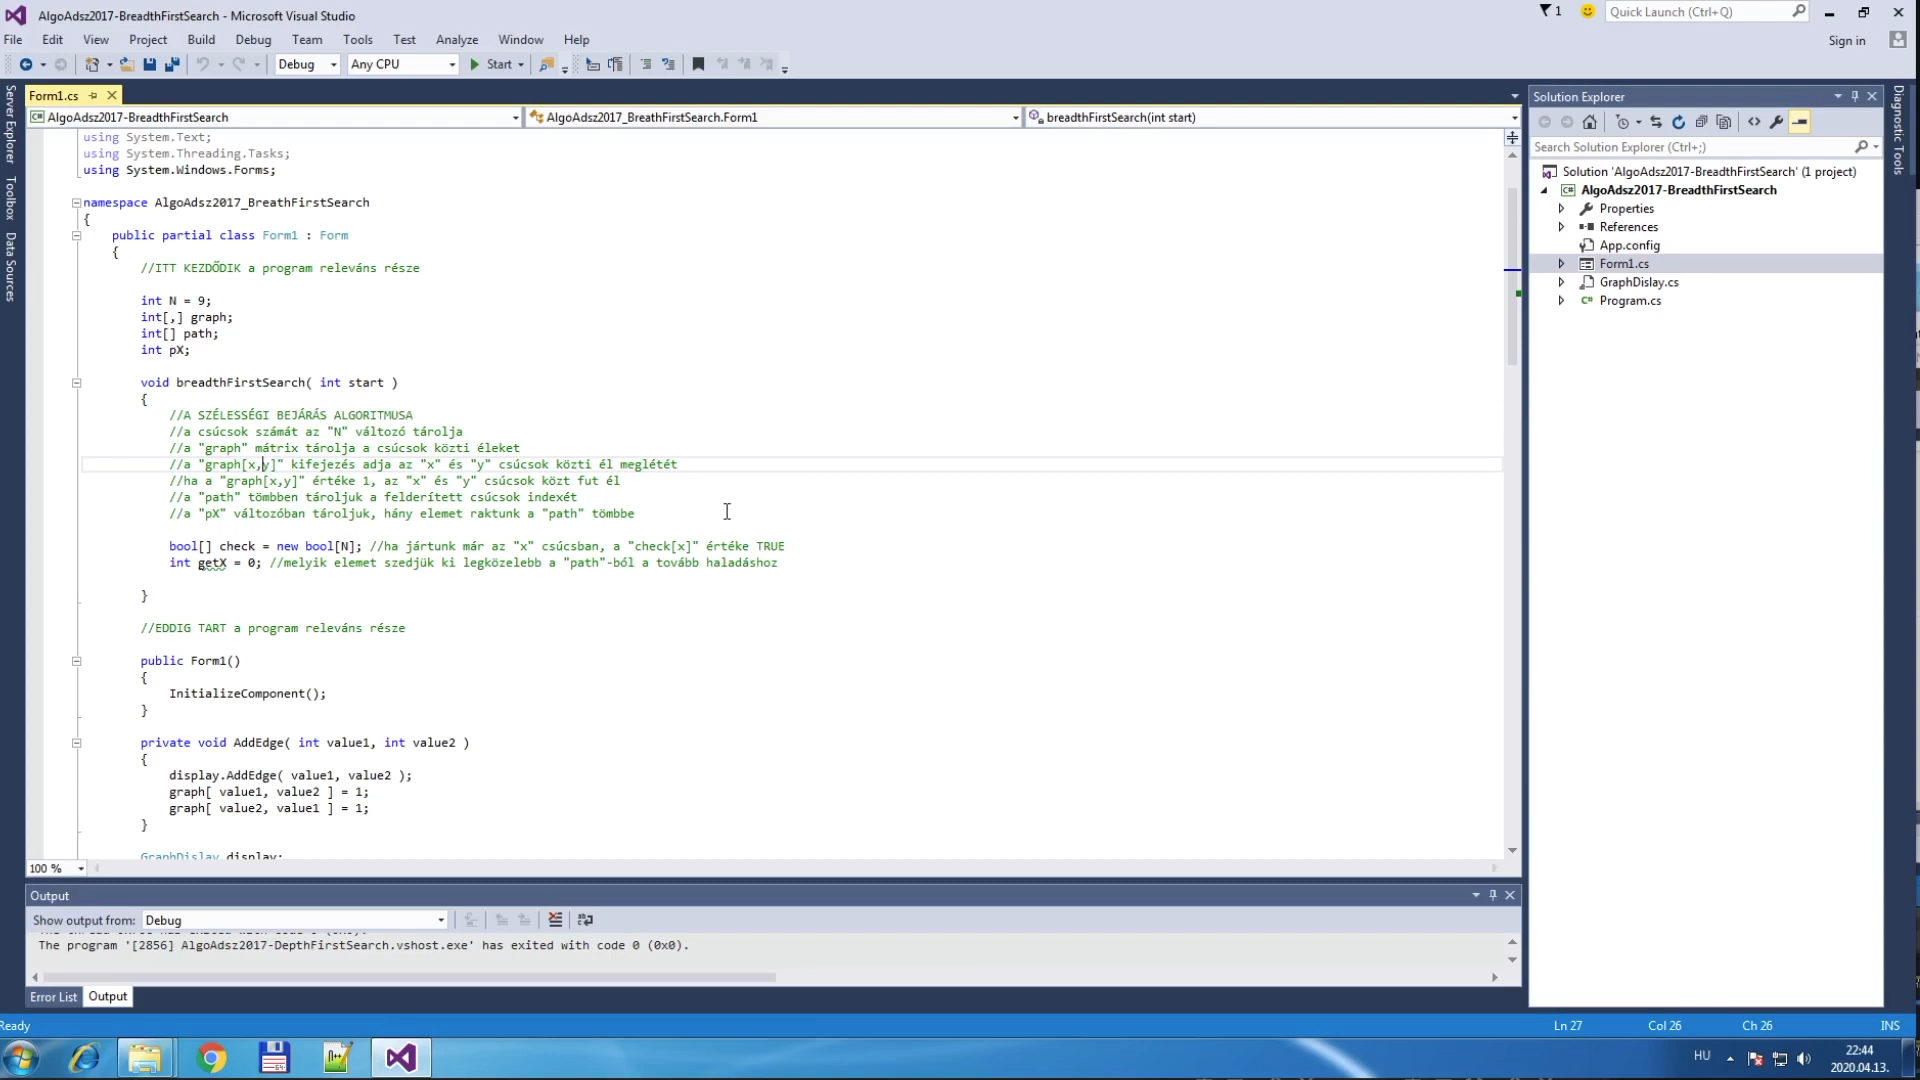 AlgoAdsz2017-BreadthFirstSearch - Microsoft Visual Studio
1
Quick Launch (Ctrl+Q)
File Edit View Project Build Debug Team Tools Test Analyze Window Help
Sign in
Debug Any CPU Start
Server Explorer
Toolbox
Data Sources
Form1.cs
AlgoAdsz2017-BreadthFirstSearch AlgoAdsz2017_BreathFirstSearch.Form1 breadthFirstSearch(int start)
using System.Text;
using System.Threading.Tasks;
using System.Windows.Forms;
namespace AlgoAdsz2017_BreathFirstSearch
{
public partial class Form1 : Form
{
//ITT KEZDŐDIK a program releváns része
int N = 9;
int[,] graph;
int[] path;
int pX;
void breadthFirstSearch( int start )
{
//A SZÉLESSÉGI BEJÁRÁS ALGORITMUSA
//a csúcsok számát az "N" változó tárolja
//a "graph" mátrix tárolja a csúcsok közti éleket
//a "graph[x,y]" kifejezés adja az "x" és "y" csúcsok közti él meglétét
//ha a "graph[x,y]" értéke 1, az "x" és "y" csúcsok közt fut él
//a "path" tömbben tároljuk a felderített csúcsok indexét
//a "pX" változóban tároljuk, hány elemet raktunk a "path" tömbbe
bool[] check = new bool[N]; //ha jártunk már az "x" csúcsban, a "check[x]" értéke TRUE
int getX = 0; //melyik elemet szedjük ki legközelebb a "path"-ból a tovább haladáshoz
}
//EDDIG TART a program releváns része
public Form1()
{
InitializeComponent();
}
private void AddEdge( int value1, int value2 )
{
display.AddEdge( value1, value2 );
graph[ value1, value2 ] = 1;
graph[ value2, value1 ] = 1;
}
GraphDislay display;
100 %
Output
Show output from: Debug
The program '[2856] AlgoAdsz2017-DepthFirstSearch.vshost.exe' has exited with code 0 (0x0).
Error List Output
Solution Explorer
Search Solution Explorer (Ctrl+;)
Solution 'AlgoAdsz2017-BreadthFirstSearch' (1 project)
AlgoAdsz2017-BreadthFirstSearch
Properties
References
App.config
Form1.cs
GraphDislay.cs
Program.cs
Diagnostic Tools
Ready Ln 27 Col 26 Ch 26 INS
HU
22:44
2020.04.13.